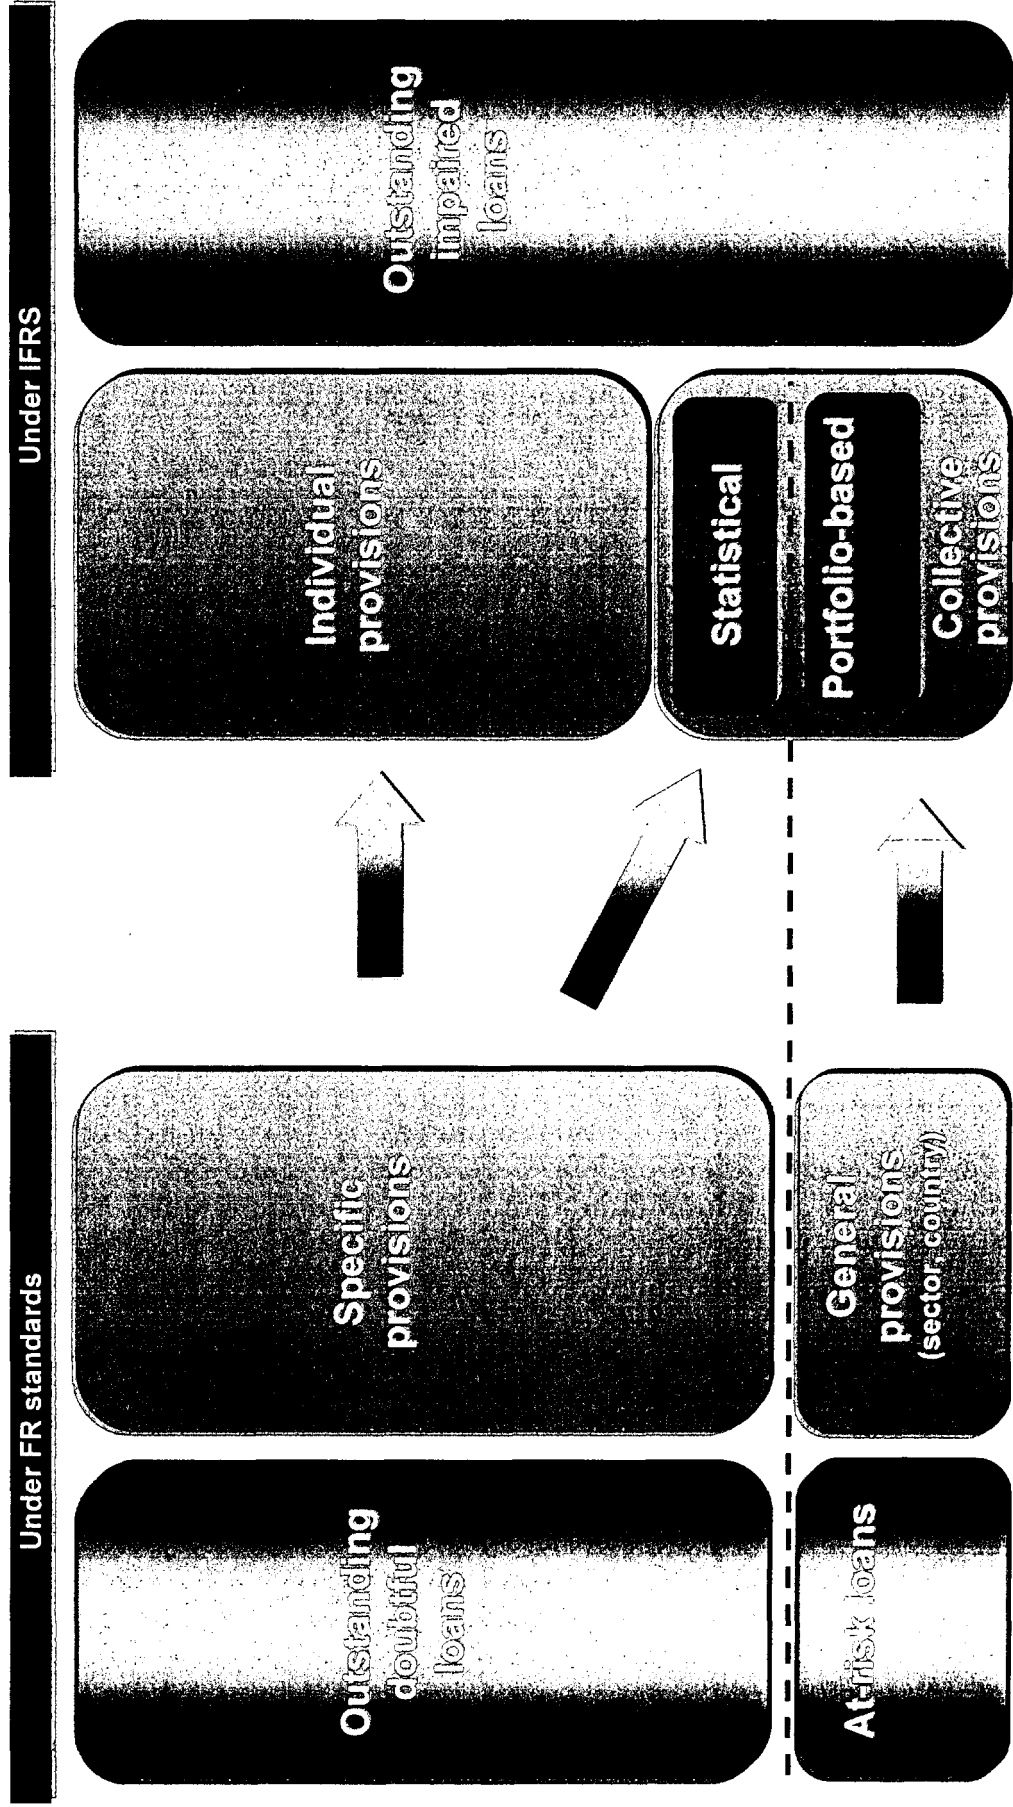 Under FR standards
Under IFRS
Outstanding
doubtful
loans
Specific
provisions
Individual
provisions
Outstanding
impaired
loans
Statistical
At-risk loans
General
provisions
(sector, country))
Portfolio-based
Collective
provisions